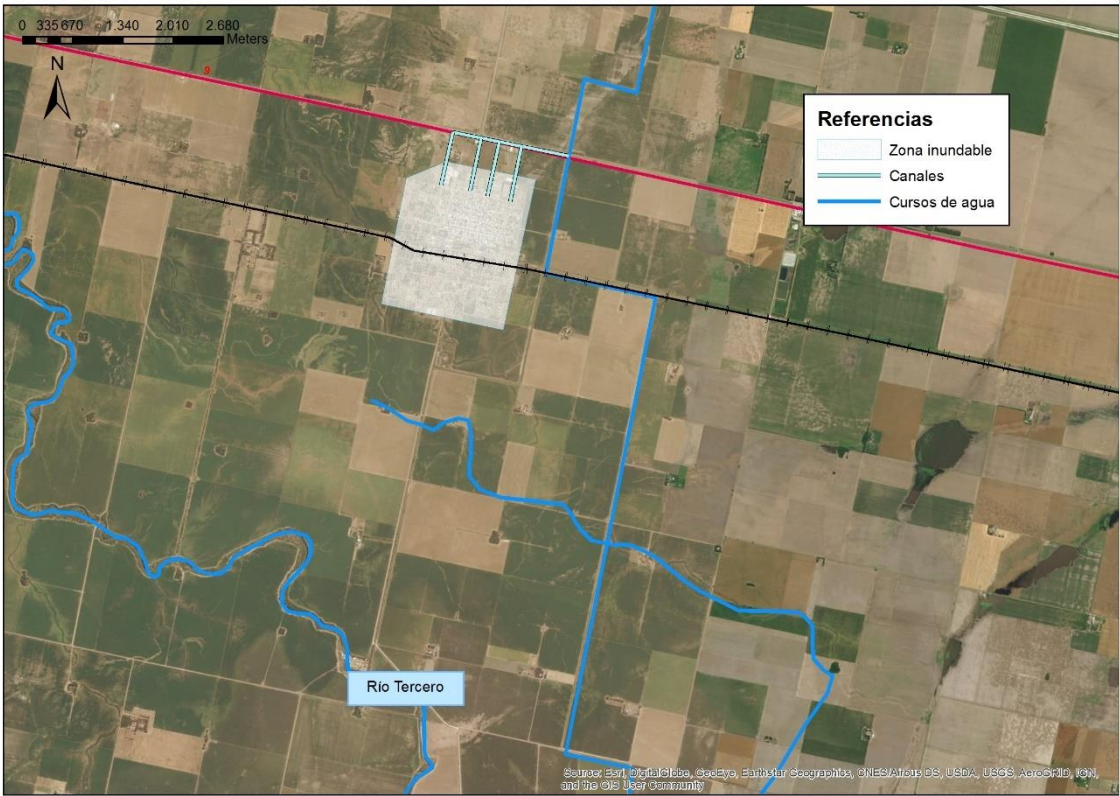 0 335 670 1.340 2.010 2.680
Meters
N
9
Referencias
Zona inundable
Canales
Cursos de agua
Río Tercero
Source: Esri, DigitalGlobe, GeoEye, Earthstar Geographics, CNES/Airbus DS, USDA, USGS, AeroGRID, IGN,
and the GIS User Community